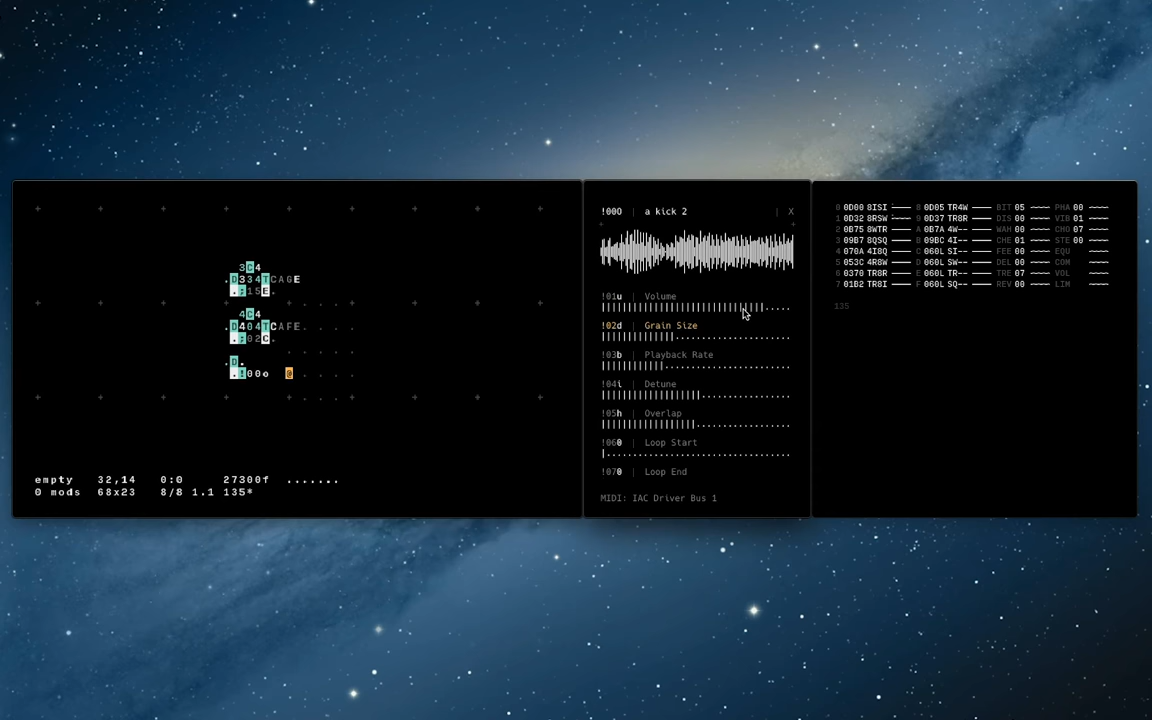 3C4
.D334TCAGE
.;15E.
4C4
.D404TCAFE
.;02C.
.D.
.!00o @
empty 32,14 0:0 27300f .......
0 mods 68x23 8/8 1.1 135*
!000 | a kick 2 | X
!01u | Volume
!02d | Grain Size
!03b | Playback Rate
!04i | Detune
!05h | Overlap
!060 | Loop Start
!070 | Loop End
MIDI: IAC Driver Bus 1
0 0D00 8ISI 8 0D05 TR4W BIT 05 PHA 00
1 0D32 8RSW 9 0D37 TR8R DIS 00 VIB 01
2 0B75 8WTR A 0B7A 4W-- WAH 00 CHO 07
3 09B7 8QSQ B 09BC 4I-- CHE 01 STE 00
4 070A 4I8Q C 060L SW-- FEE 00 EQU
5 053C 4R8W D 060L SW-- DEL 00 COM
6 0370 TR8R E 060L TR-- TRE 07 VOL
7 01B2 TR8I F 060L SQ-- REV 00 LIM
135